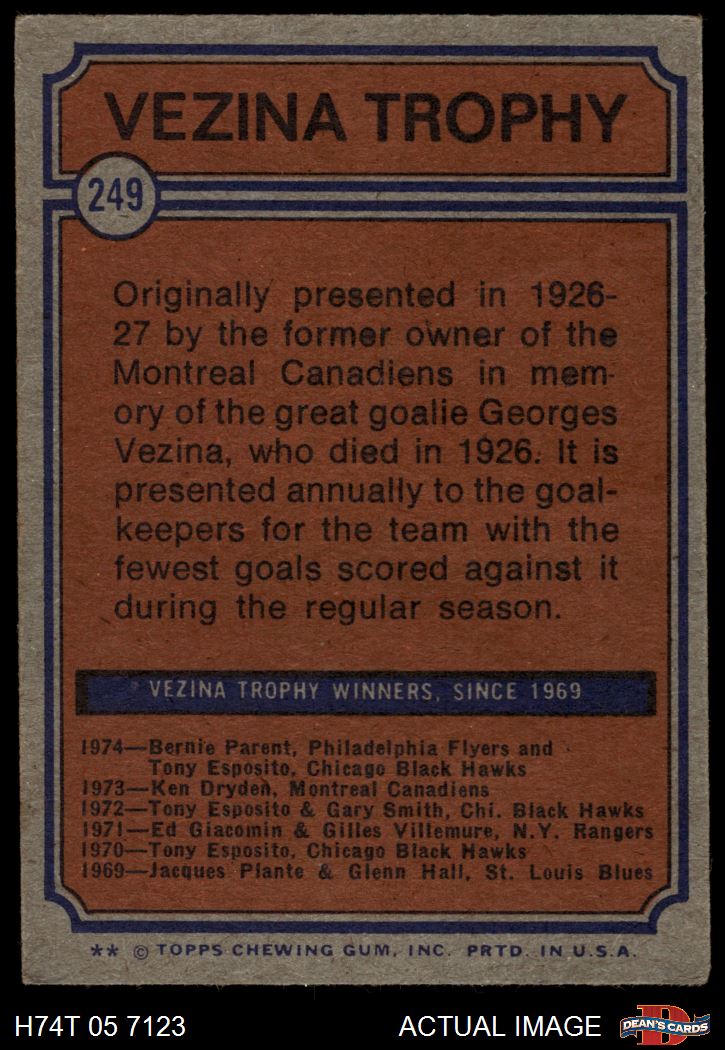 VEZINA TROPHY
249
Originally presented in 1926-
27 by the former owner of the
Montreal Canadiens in mem-
ory of the great goalie Georges
Vezina, who died in 1926. It is
presented annually to the goal-
keepers for the team with the
fewest goals scored against it
during the regular season.
VEZINA TROPHY WINNERS, SINCE 1969
1974—Bernie Parent, Philadelphia Flyers and
Tony Esposito, Chicago Black Hawks
1973—Ken Dryden, Montreal Canadiens
1972—Tony Esposito & Gary Smith, Chi. Black Hawks
1971—Ed Giacomin & Gilles Villemure, N.Y. Rangers
1970—Tony Esposito, Chicago Black Hawks
1969—Jacques Plante & Glenn Hall, St. Louis Blues
** © TOPPS CHEWING GUM, INC. PRTD. IN U.S.A.
H74T 05 7123 ACTUAL IMAGE D DEAN'S CARDS